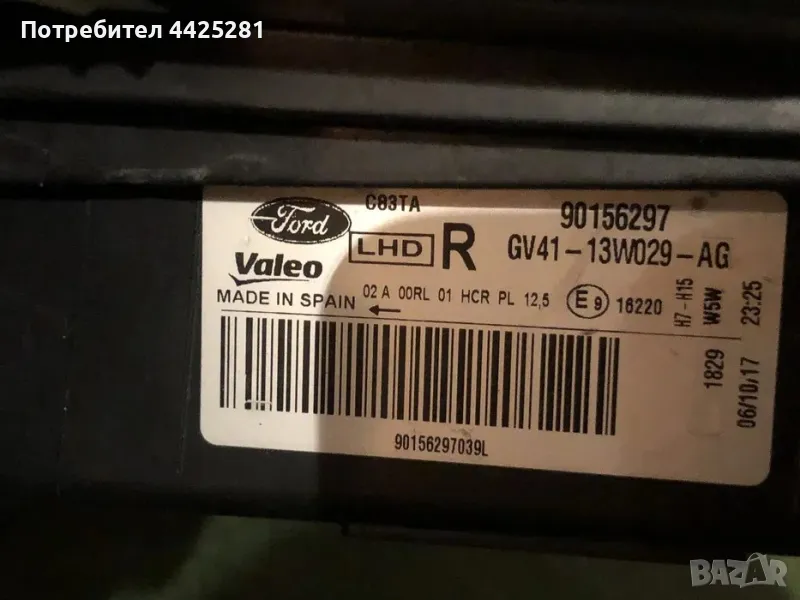 Потребител 4425281
Ford
C83TA
90156297
LHD R
GV41-13W029-AG
Valeo
MADE IN SPAIN
02 A 00RL 01 HCR PL 12,5
E9 16220
H7 - H15
W5W
1829
06/10/17 23:25
90156297039L
BAZAR